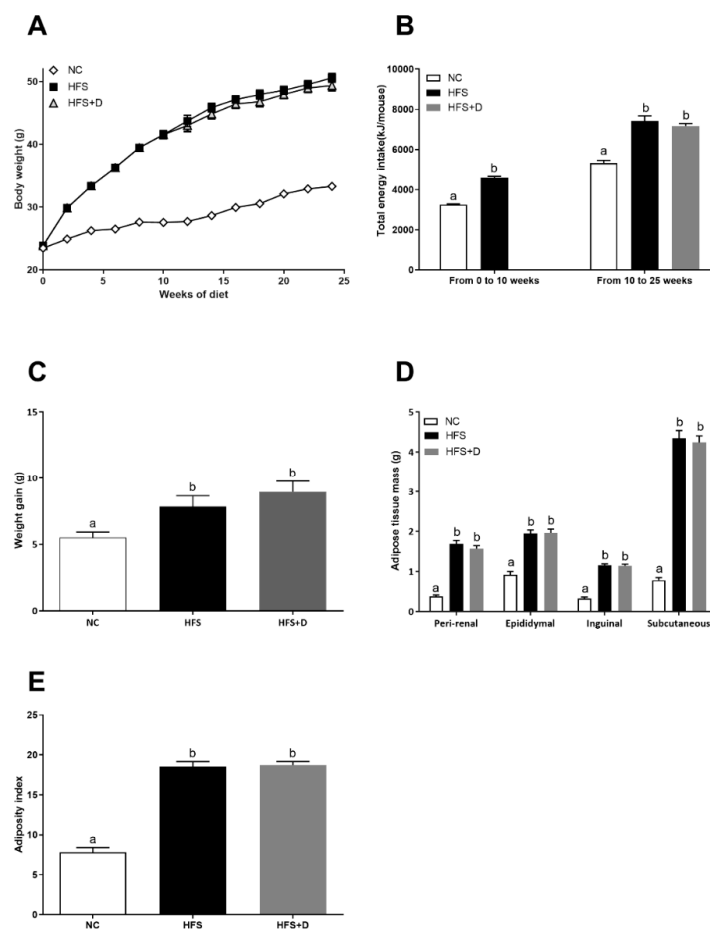 A
NC
HFS
HFS+D
Body weight (g)
50
40
30
20
0 5 10 15 20 25
Weeks of diet
B
NC
HFS
HFS+D
Total energy intake(kJ/mouse)
10000
8000
6000
4000
2000
0
a b a b b
From 0 to 10 weeks From 10 to 25 weeks
C
Weight gain (g)
15
10
5
0
a b b
NC HFS HFS+D
D
NC
HFS
HFS+D
Adipose tissue mass (g)
5
4
3
2
1
0
a b b a b b a b b a b b
Peri-renal Epididymal Inguinal Subcutaneous
E
Adiposity index
25
20
15
10
5
0
a b b
NC HFS HFS+D